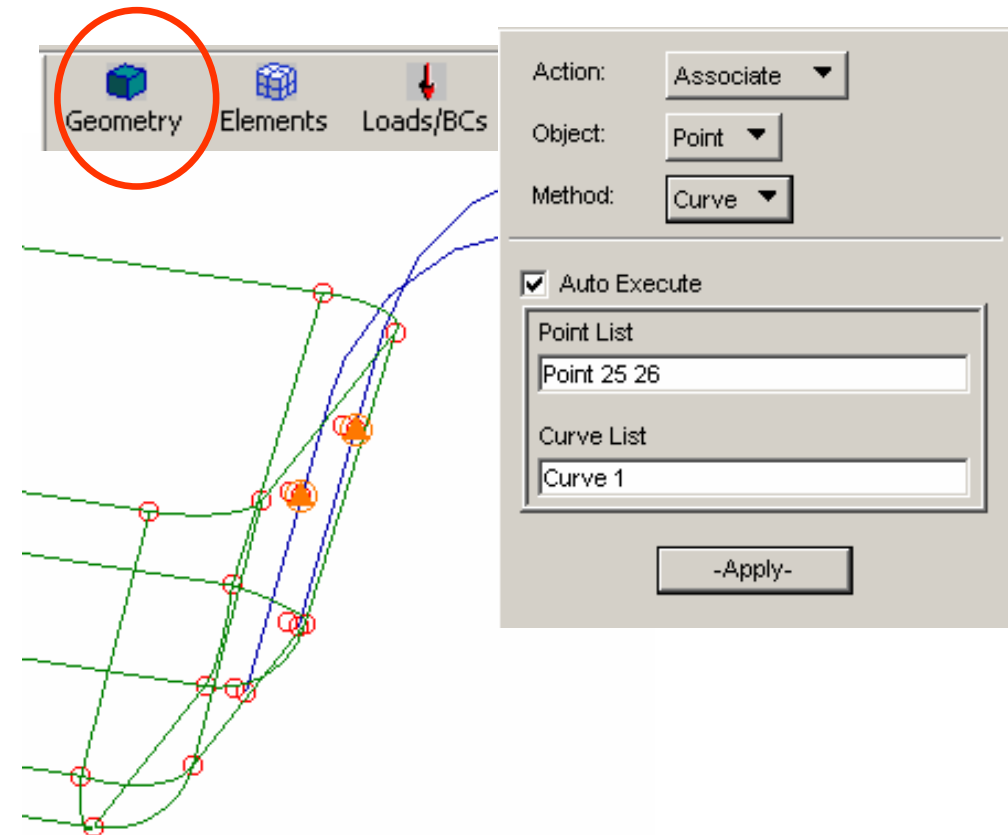 Geometry Elements Loads/BCs
Action: Associate
Object: Point
Method: Curve
Auto Execute
Point List
Point 25 26
Curve List
Curve 1
-Apply-